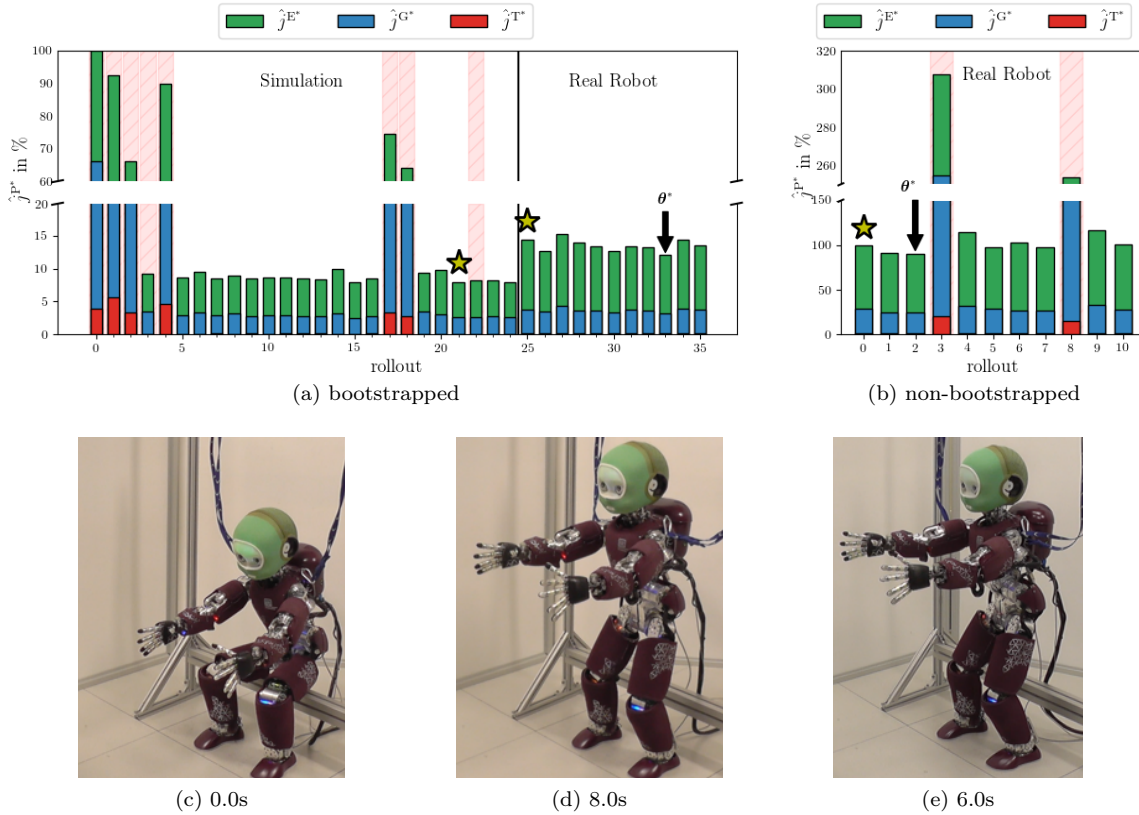 ĵ^E* ĵ^G* ĵ^T*
ĵ^E* ĵ^G* ĵ^T*
ĵ^P* in %
100
90
80
70
60
20
15
10
5
0
Simulation
Real Robot
θ*
0 5 10 15 20 25 30 35
rollout
(a) bootstrapped
ĵ^P* in %
320
300
280
260
150
100
50
0
Real Robot
θ*
0 1 2 3 4 5 6 7 8 9 10
rollout
(b) non-bootstrapped
(c) 0.0s
(d) 8.0s
(e) 6.0s